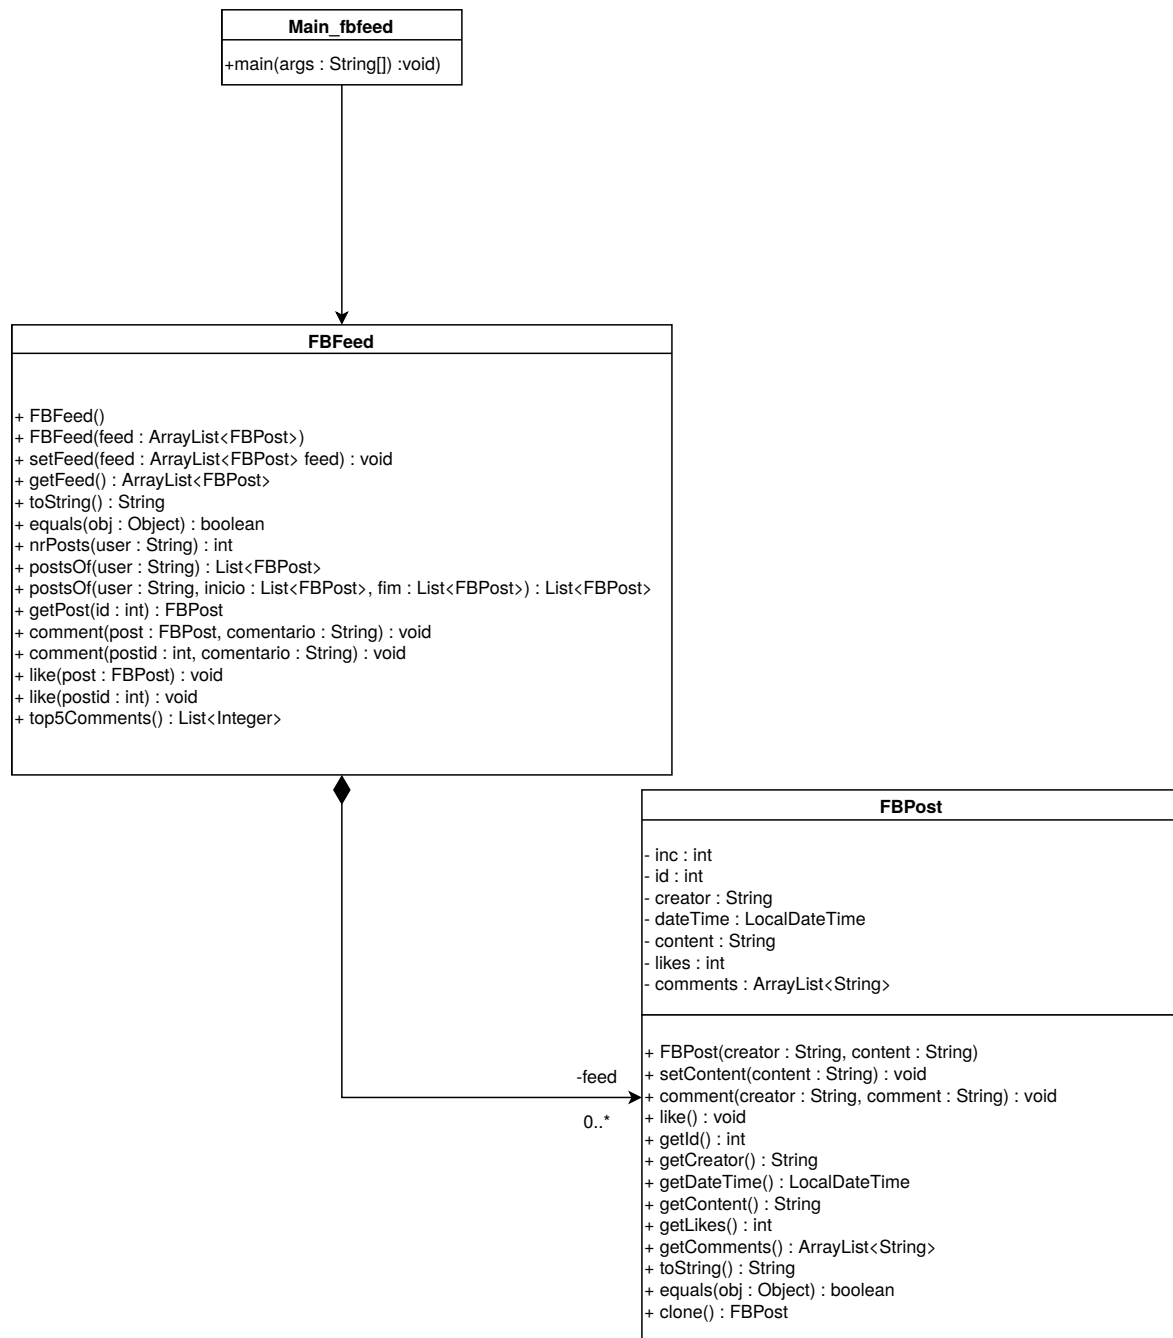 Main_fbfeed
+main(args : String[]) :void)
FBFeed
+ FBFeed()
+ FBFeed(feed : ArrayList<FBPost>)
+ setFeed(feed : ArrayList<FBPost> feed) : void
+ getFeed() : ArrayList<FBPost>
+ toString() : String
+ equals(obj : Object) : boolean
+ nrPosts(user : String) : int
+ postsOf(user : String) : List<FBPost>
+ postsOf(user : String, inicio : List<FBPost>, fim : List<FBPost>) : List<FBPost>
+ getPost(id : int) : FBPost
+ comment(post : FBPost, comentario : String) : void
+ comment(postid : int, comentario : String) : void
+ like(post : FBPost) : void
+ like(postid : int) : void
+ top5Comments() : List<Integer>
FBPost
- inc : int
- id : int
- creator : String
- dateTime : LocalDateTime
- content : String
- likes : int
- comments : ArrayList<String>
-feed
0..*
+ FBPost(creator : String, content : String)
+ setContent(content : String) : void
+ comment(creator : String, comment : String) : void
+ like() : void
+ getId() : int
+ getCreator() : String
+ getDateTime() : LocalDateTime
+ getContent() : String
+ getLikes() : int
+ getComments() : ArrayList<String>
+ toString() : String
+ equals(obj : Object) : boolean
+ clone() : FBPost